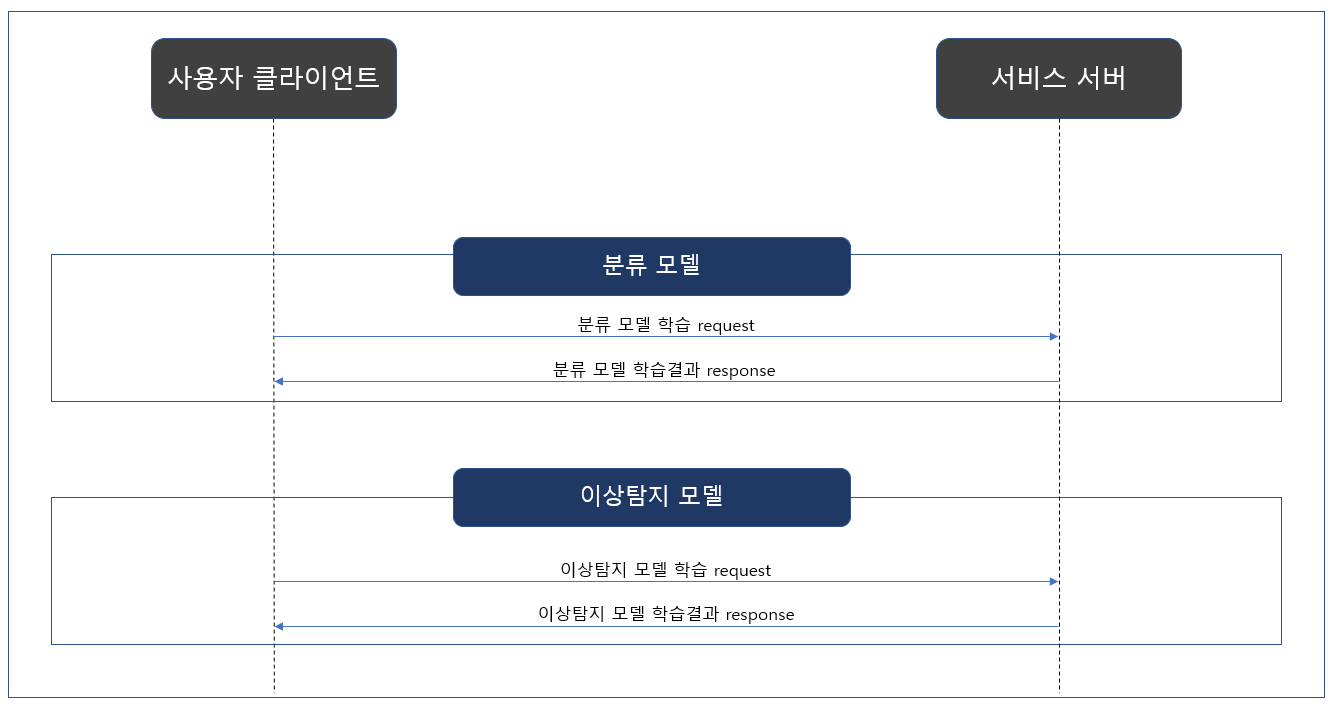 사용자 클라이언트
서비스 서버
분류 모델
분류 모델 학습 request
분류 모델 학습결과 response
이상탐지 모델
이상탐지 모델 학습 request
이상탐지 모델 학습결과 response